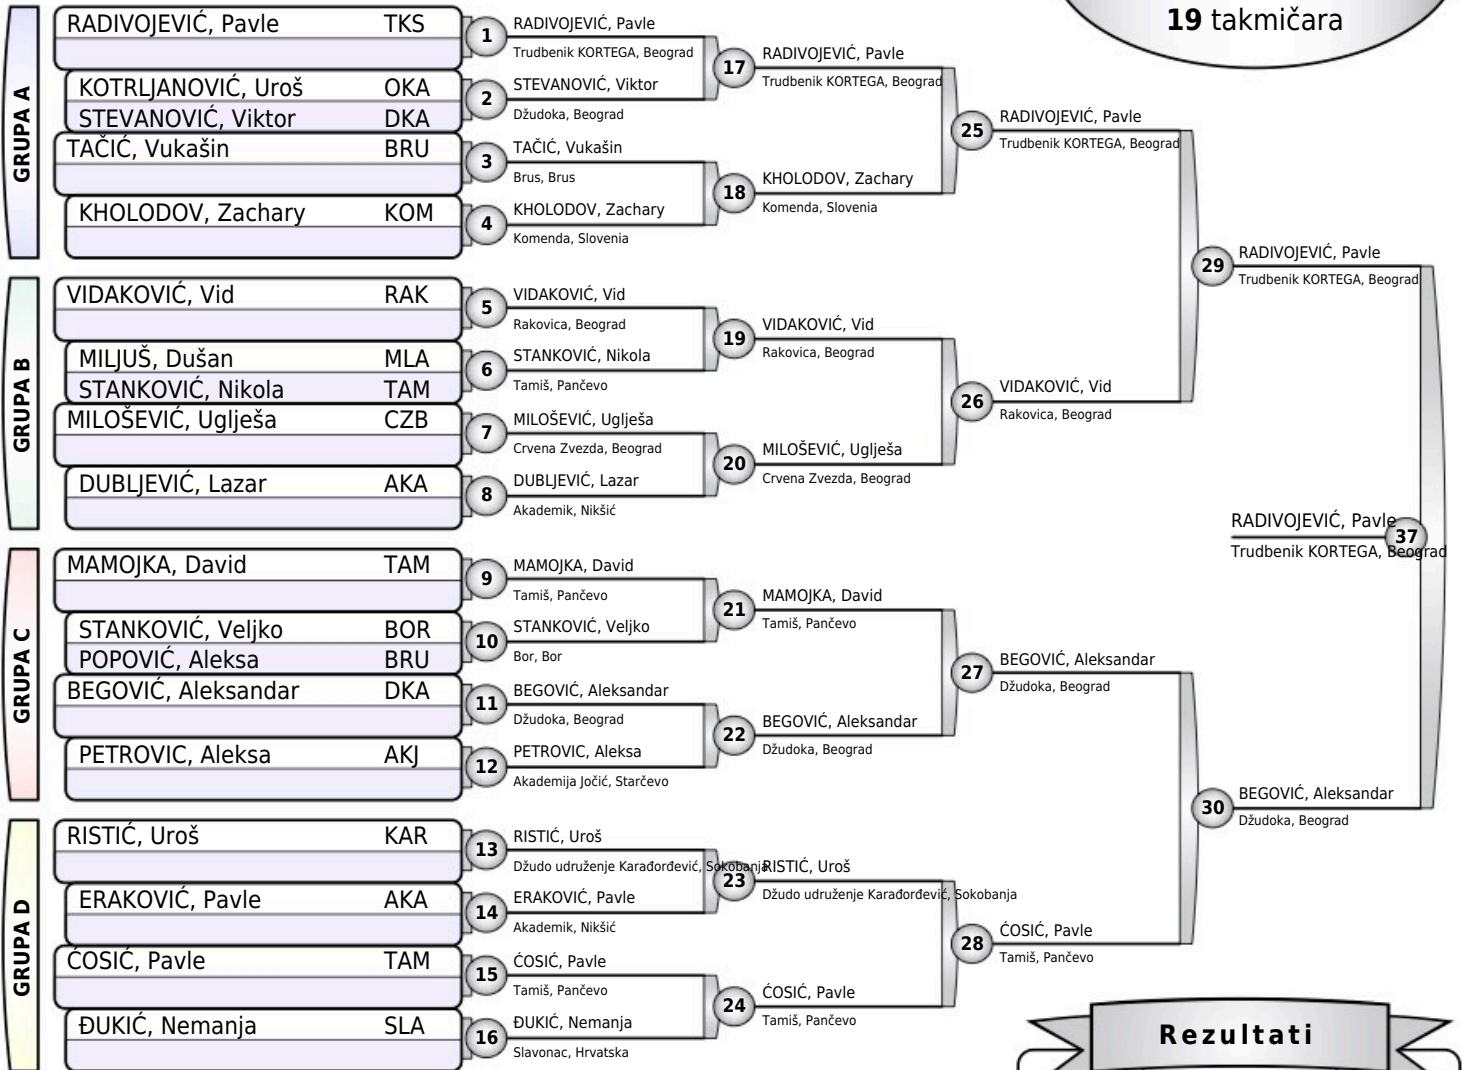 19 takmičara
GRUPA A
RADIVOJEVIĆ, Pavle TKS
KOTRLJANOVIĆ, Uroš OKA
STEVANOVIĆ, Viktor DKA
TAČIĆ, Vukašin BRU
KHOLODOV, Zachary KOM
GRUPA B
VIDAKOVIĆ, Vid RAK
MILJUŠ, Dušan MLA
STANKOVIĆ, Nikola TAM
MILOŠEVIĆ, Uglješa CZB
DUBLJEVIĆ, Lazar AKA
GRUPA C
MAMOJKA, David TAM
STANKOVIĆ, Veljko BOR
POPOVIĆ, Aleksa BRU
BEGOVIĆ, Aleksandar DKA
PETROVIC, Aleksa AKJ
GRUPA D
RISTIĆ, Uroš KAR
ERAKOVIĆ, Pavle AKA
ĆOSIĆ, Pavle TAM
ĐUKIĆ, Nemanja SLA
1
RADIVOJEVIĆ, Pavle
Trudbenik KORTEGA, Beograd
2
STEVANOVIĆ, Viktor
Džudoka, Beograd
3
TAČIĆ, Vukašin
Brus, Brus
4
KHOLODOV, Zachary
Komenda, Slovenia
5
VIDAKOVIĆ, Vid
Rakovica, Beograd
6
STANKOVIĆ, Nikola
Tamiš, Pančevo
7
MILOŠEVIĆ, Uglješa
Crvena Zvezda, Beograd
8
DUBLJEVIĆ, Lazar
Akademik, Nikšić
9
MAMOJKA, David
Tamiš, Pančevo
10
STANKOVIĆ, Veljko
Bor, Bor
11
BEGOVIĆ, Aleksandar
Džudoka, Beograd
12
PETROVIC, Aleksa
Akademija Jočić, Starčevo
13
RISTIĆ, Uroš
Džudo udruženje Karađorđević, Sokobanja
14
ERAKOVIĆ, Pavle
Akademik, Nikšić
15
ĆOSIĆ, Pavle
Tamiš, Pančevo
16
ĐUKIĆ, Nemanja
Slavonac, Hrvatska
17
RADIVOJEVIĆ, Pavle
Trudbenik KORTEGA, Beograd
18
KHOLODOV, Zachary
Komenda, Slovenia
19
VIDAKOVIĆ, Vid
Rakovica, Beograd
20
MILOŠEVIĆ, Uglješa
Crvena Zvezda, Beograd
21
MAMOJKA, David
Tamiš, Pančevo
22
BEGOVIĆ, Aleksandar
Džudoka, Beograd
23
RISTIĆ, Uroš
Džudo udruženje Karađorđević, Sokobanja
24
ĆOSIĆ, Pavle
Tamiš, Pančevo
25
RADIVOJEVIĆ, Pavle
Trudbenik KORTEGA, Beograd
26
VIDAKOVIĆ, Vid
Rakovica, Beograd
27
BEGOVIĆ, Aleksandar
Džudoka, Beograd
28
ĆOSIĆ, Pavle
Tamiš, Pančevo
29
RADIVOJEVIĆ, Pavle
Trudbenik KORTEGA, Beograd
30
BEGOVIĆ, Aleksandar
Džudoka, Beograd
37
RADIVOJEVIĆ, Pavle
Trudbenik KORTEGA, Beograd
Rezultati